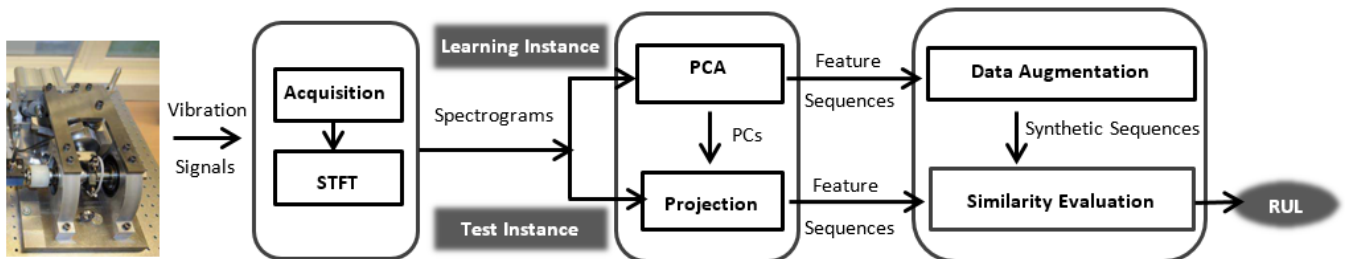 Vibration
Signals
Acquisition
STFT
Spectrograms
Learning Instance
Test Instance
PCA
PCs
Projection
Feature
Sequences
Feature
Sequences
Data Augmentation
Synthetic Sequences
Similarity Evaluation
RUL